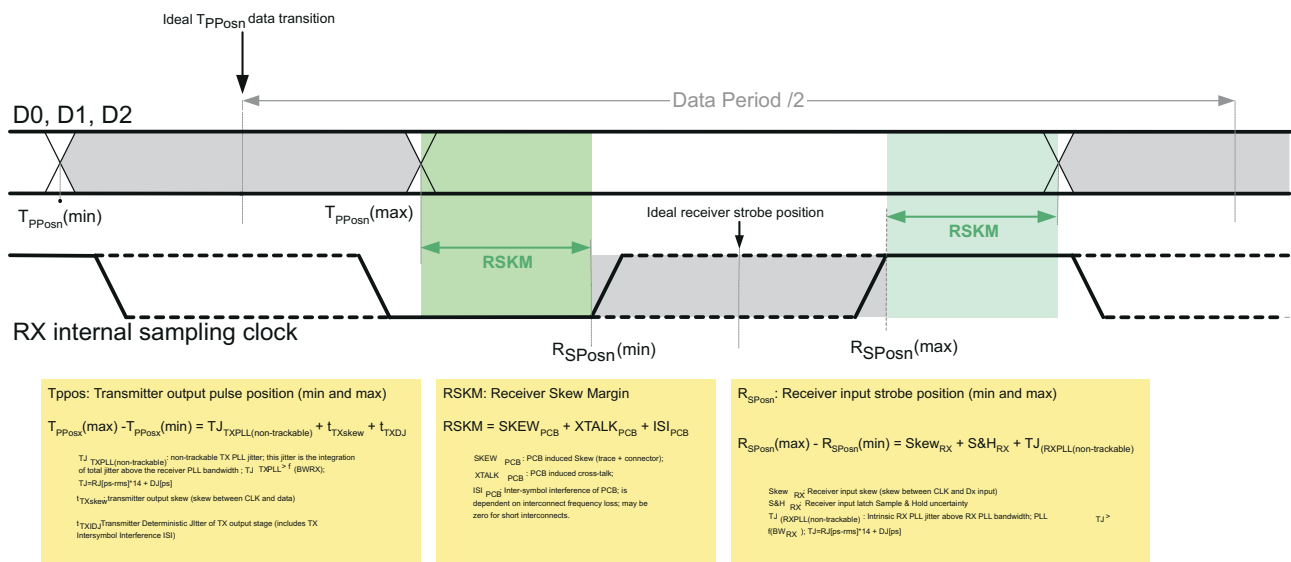 Ideal TPPosn data transition
Data Period /2
D0, D1, D2
TPPosn(min)
TPPosn(max)
Ideal receiver strobe position
RSKM
RSKM
RX internal sampling clock
RSPosn(min)
RSPosn(max)
Tppos: Transmitter output pulse position (min and max)
TPPosx(max) -TPPosx(min) = TJTXPLL(non-trackable) + tTXskew + tTXDJ
TJ TXPLL(non-trackable): non-trackable TX PLL jitter; this jitter is the integration
of total jitter above the receiver PLL bandwidth ; TJ TXPLL> f (BWRX);
TJ=RJ[ps-rms]*14 + DJ[ps]
tTXskew transmitter output skew (skew between CLK and data)
tTXIDJ Transmitter Deterministic Jitter of TX output stage (includes TX
Intersymbol Interference ISI)
RSKM: Receiver Skew Margin
RSKM = SKEWPCB + XTALKPCB + ISIPCB
SKEW PCB : PCB induced Skew (trace + connector);
XTALK PCB : PCB induced cross-talk;
ISI PCB: Inter-symbol interference of PCB; is
dependent on interconnect frequency loss; may be
zero for short interconnects.
RSPosn: Receiver input strobe position (min and max)
RSPosn(max) - RSPosn(min) = SkewRX + S&HRX + TJ(RXPLL(non-trackable)
Skew RX: Receiver input skew (skew between CLK and Dx input)
S&H RX: Receiver input latch Sample & Hold uncertainty
TJ (RXPLL(non-trackable) : Intrinsic RX PLL jitter above RX PLL bandwidth; PLL TJ >
f(BWRX ); TJ=RJ[ps-rms]*14 + DJ[ps]